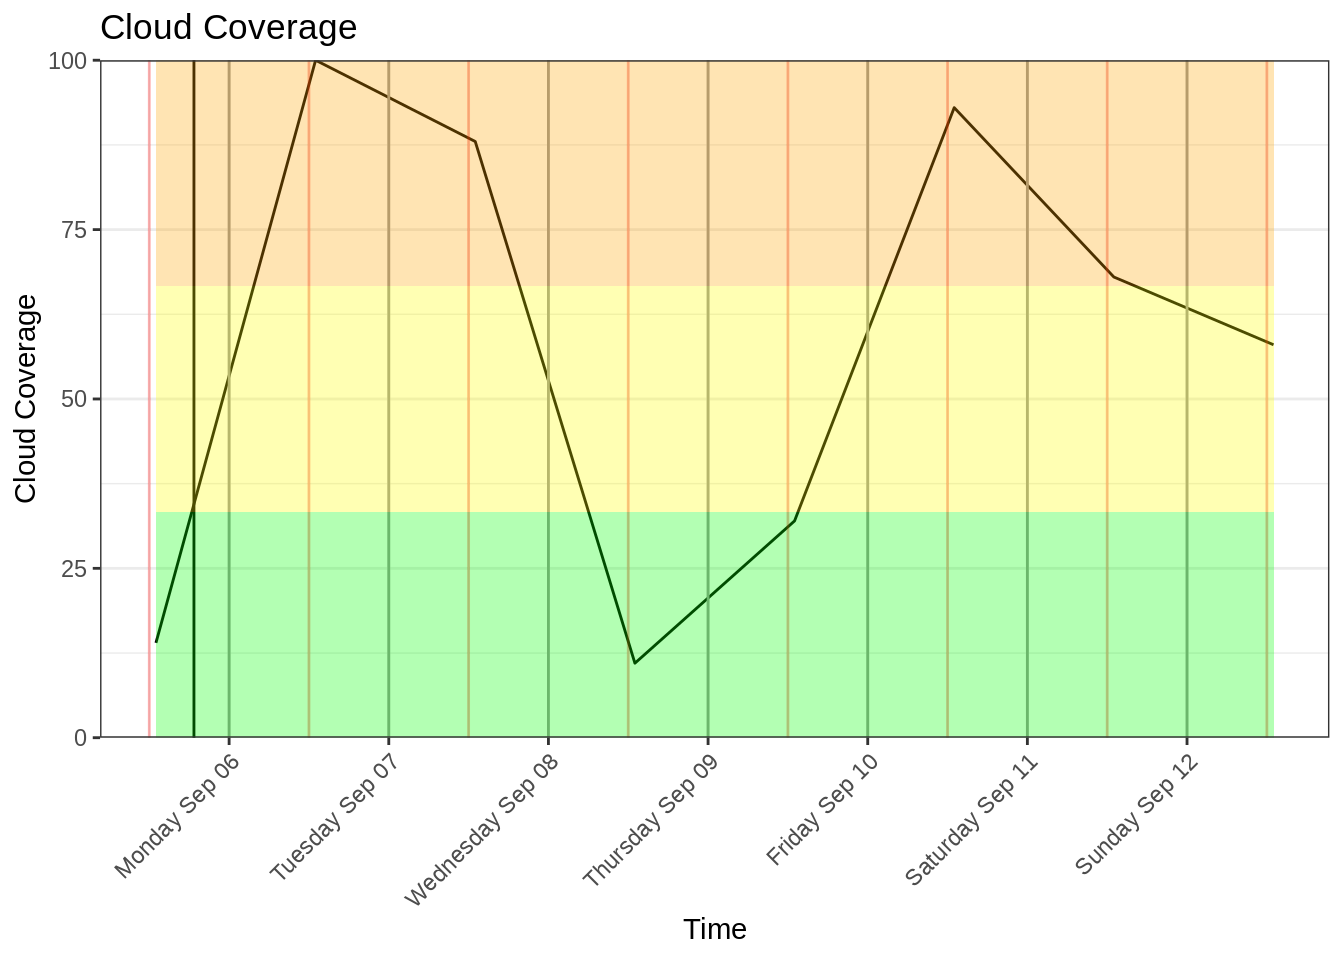 Cloud Coverage
Cloud Coverage
100
75
50
25
0
Monday Sep 06
Tuesday Sep 07
Wednesday Sep 08
Thursday Sep 09
Friday Sep 10
Saturday Sep 11
Sunday Sep 12
Time